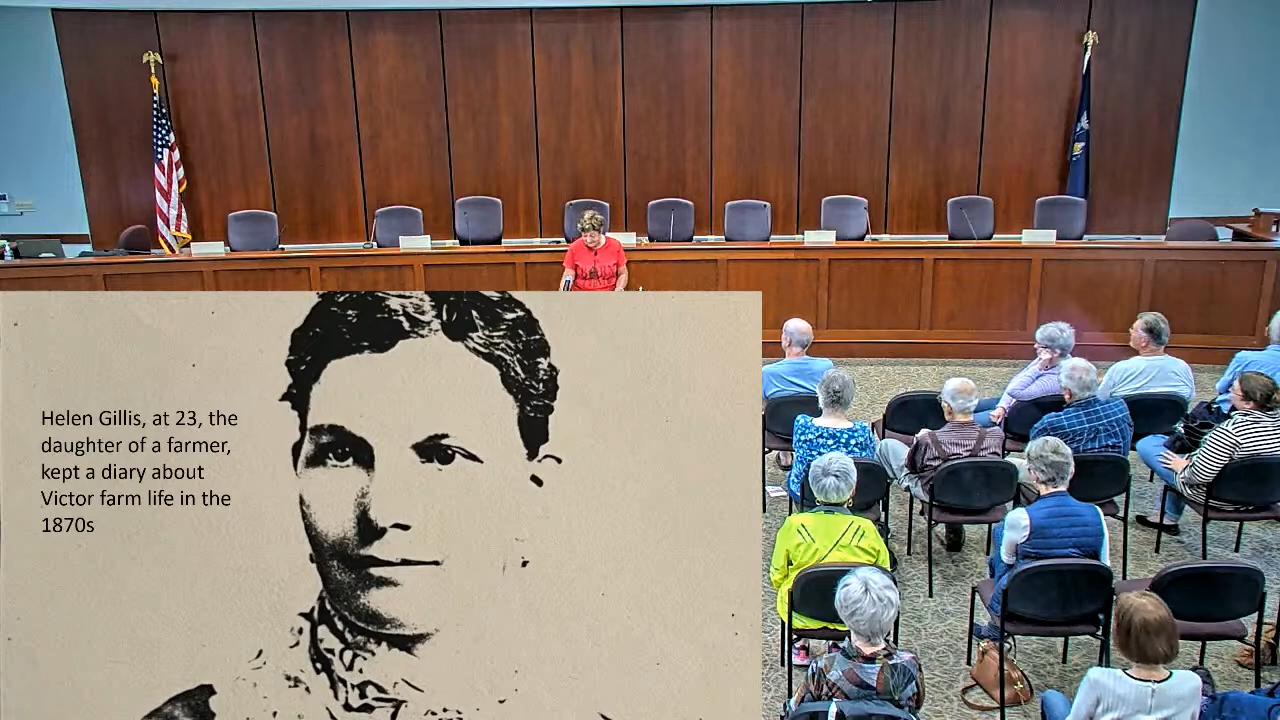 Helen Gillis, at 23, the
daughter of a farmer,
kept a diary about
Victor farm life in the
1870s